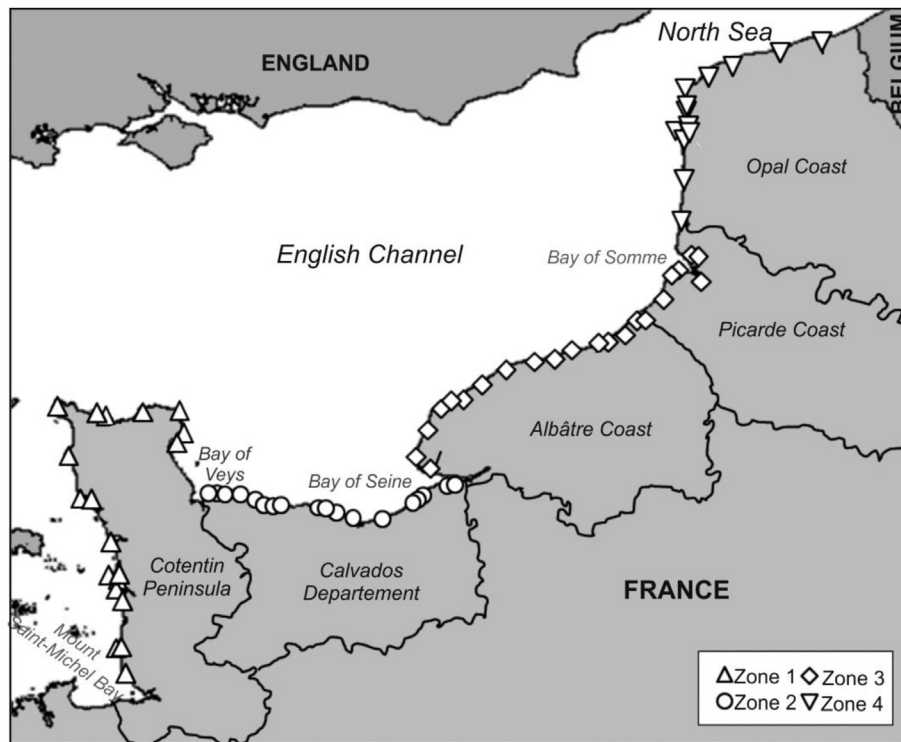 North Sea
ENGLAND
BELGIUM
Opal Coast
English Channel
Bay of Somme
Picarde Coast
Albâtre Coast
Bay of
Veys
Bay of Seine
Cotentin
Peninsula
Calvados
Departement
FRANCE
Mount
Saint-Michel Bay
Zone 1
Zone 3
Zone 2
Zone 4